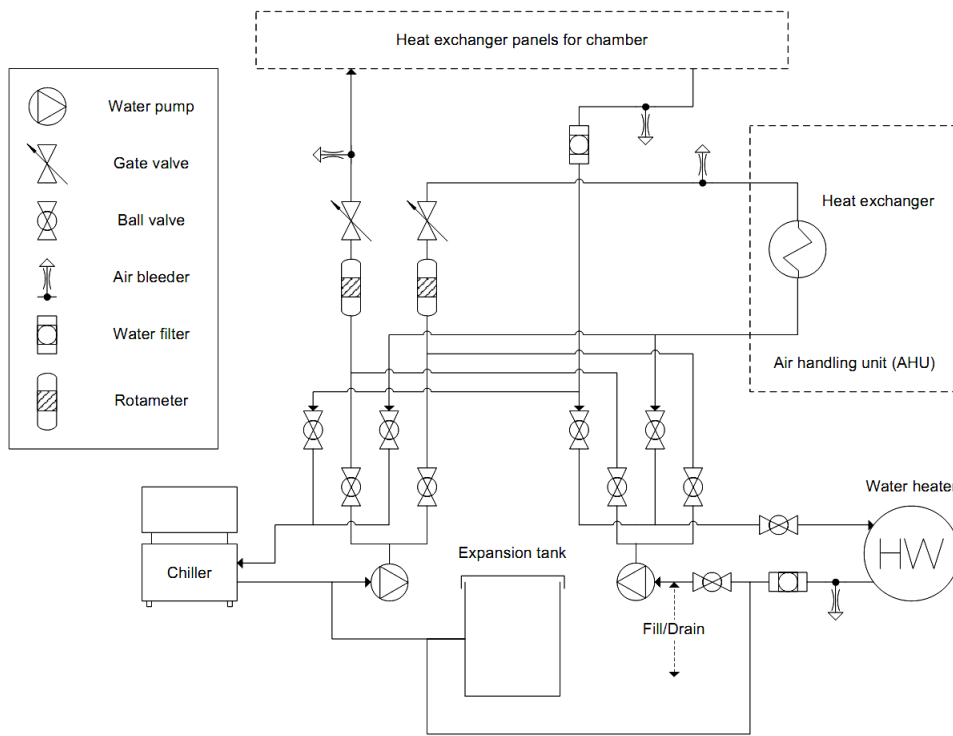 Heat exchanger panels for chamber
Water pump
Gate valve
Ball valve
Air bleeder
Water filter
Rotameter
Heat exchanger
Air handling unit (AHU)
Water heater
HW
Chiller
Expansion tank
Fill/Drain